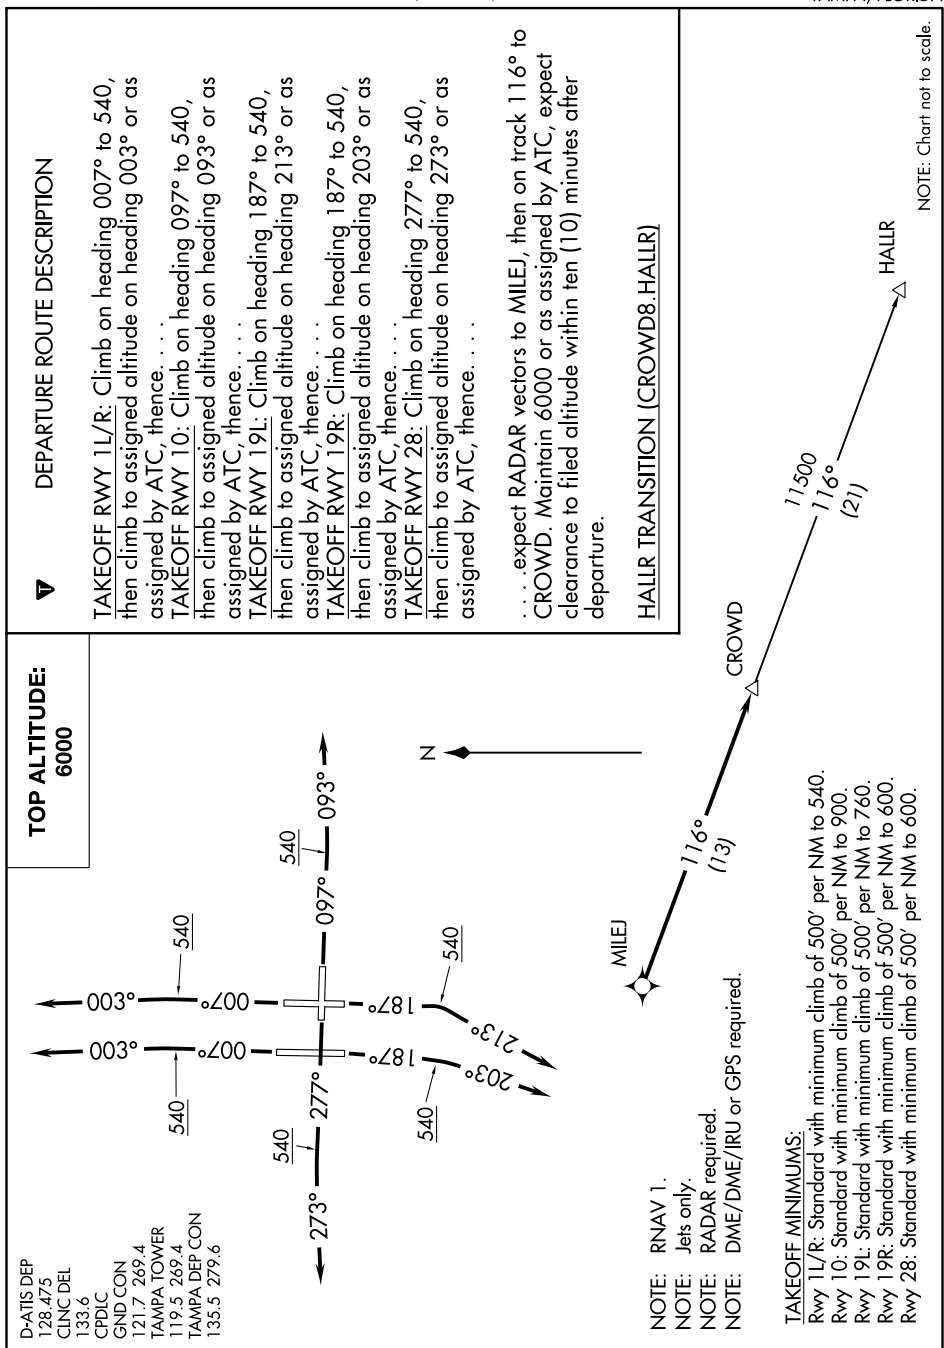 D-ATIS DEP
128.475
CLNC DEL
133.6
CPDLC
GND CON
121.7 269.4
TAMPA TOWER
119.5 269.4
TAMPA DEP CON
135.5 279.6
TOP ALTITUDE:
6000
T
DEPARTURE ROUTE DESCRIPTION
TAKEOFF RWY 1L/R: Climb on heading 007° to 540,
then climb to assigned altitude on heading 003° or as
assigned by ATC, thence. . . .
TAKEOFF RWY 10: Climb on heading 097° to 540,
then climb to assigned altitude on heading 093° or as
assigned by ATC, thence. . . .
TAKEOFF RWY 19L: Climb on heading 187° to 540,
then climb to assigned altitude on heading 213° or as
assigned by ATC, thence. . . .
TAKEOFF RWY 19R: Climb on heading 187° to 540,
then climb to assigned altitude on heading 203° or as
assigned by ATC, thence. . . .
TAKEOFF RWY 28: Climb on heading 277° to 540,
then climb to assigned altitude on heading 273° or as
assigned by ATC, thence. . . .
. . . .expect RADAR vectors to MILEJ, then on track 116° to
CROWD. Maintain 6000 or as assigned by ATC, expect
clearance to filed altitude within ten (10) minutes after
departure.
HALLR TRANSITION (CROWD8.HALLR)
003°
003°
540
540
007°
007°
540
273°
277°
097°
093°
540
187°
187°
540
540
203°
213°
N
MILEJ
116°
(13)
CROWD
11500
116°
(21)
HALLR
NOTE: RNAV 1.
NOTE: Jets only.
NOTE: RADAR required.
NOTE: DME/DME/IRU or GPS required.
TAKEOFF MINIMUMS:
Rwy 1L/R: Standard with minimum climb of 500' per NM to 540.
Rwy 10: Standard with minimum climb of 500' per NM to 900.
Rwy 19L: Standard with minimum climb of 500' per NM to 760.
Rwy 19R: Standard with minimum climb of 500' per NM to 600.
Rwy 28: Standard with minimum climb of 500' per NM to 600.
NOTE: Chart not to scale.